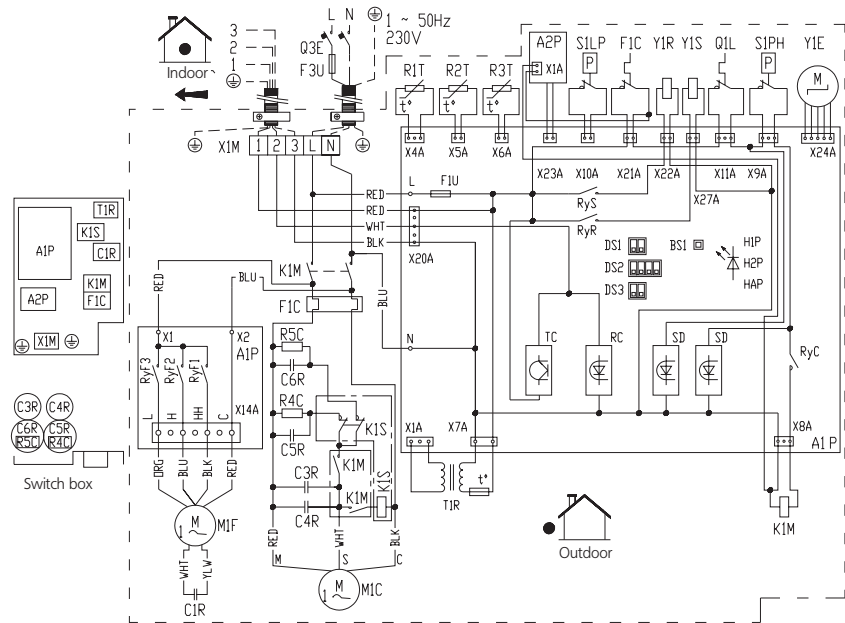 L N
1 ~ 50Hz
230V
3
2
1
Indoor
Q3E
F3U
A2P S1LP F1C Y1R Y1S Q1L S1PH Y1E
R1T R2T R3T
X1A
P
P
M
t° t° t°
X1M 1 2 3 L N
X4A X5A X6A
X23A X10A X21A X22A X11A X9A X24A
X27A
L
F1U
RED
RED
WHT
BLK
X20A
RyS
RyR
DS1
BS1
DS2
DS3
H1P
H2P
HAP
T1R
K1S
A1P
C1R
K1M
A2P
F1C
X1M
K1M
F1C
RED
BLU
BLU
N
TC RC SD SD
RyC
X1 X2
A1P
RyF3
RyF2
RyF1
L
H
HH
C
X14A
R5C
C6R
R4C
C5R
K1S
K1M
C3R
K1M
K1S
C4R
X1A X7A
X8A
A1P
T1R
t°
C3R C4R
C6R C5R
R5C R4C
Switch box
ORG
BLU
BLK
RED
M
1 ~
M1F
WHT
YLW
C1R
RED
WHT
BLK
M S C
M
1 ~
M1C
Outdoor
K1M